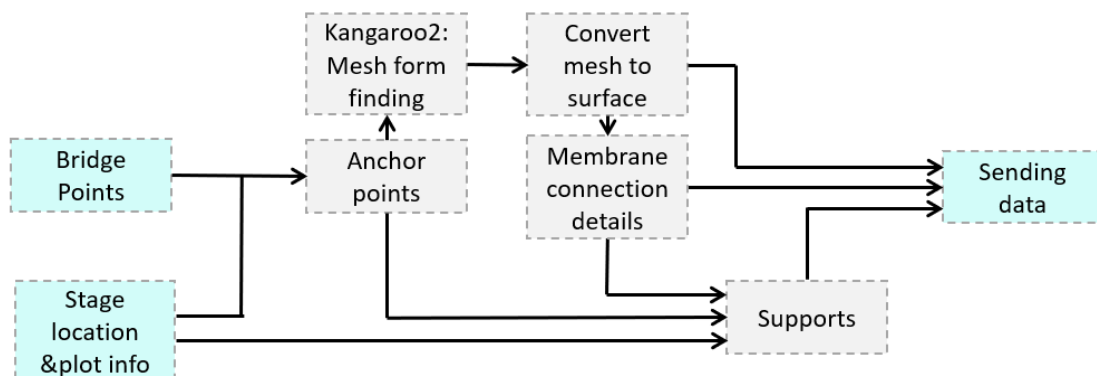 Kangaroo2:
Mesh form
finding
Convert
mesh to
surface
Bridge
Points
Anchor
points
Membrane
connection
details
Sending
data
Stage
location
&plot info
Supports